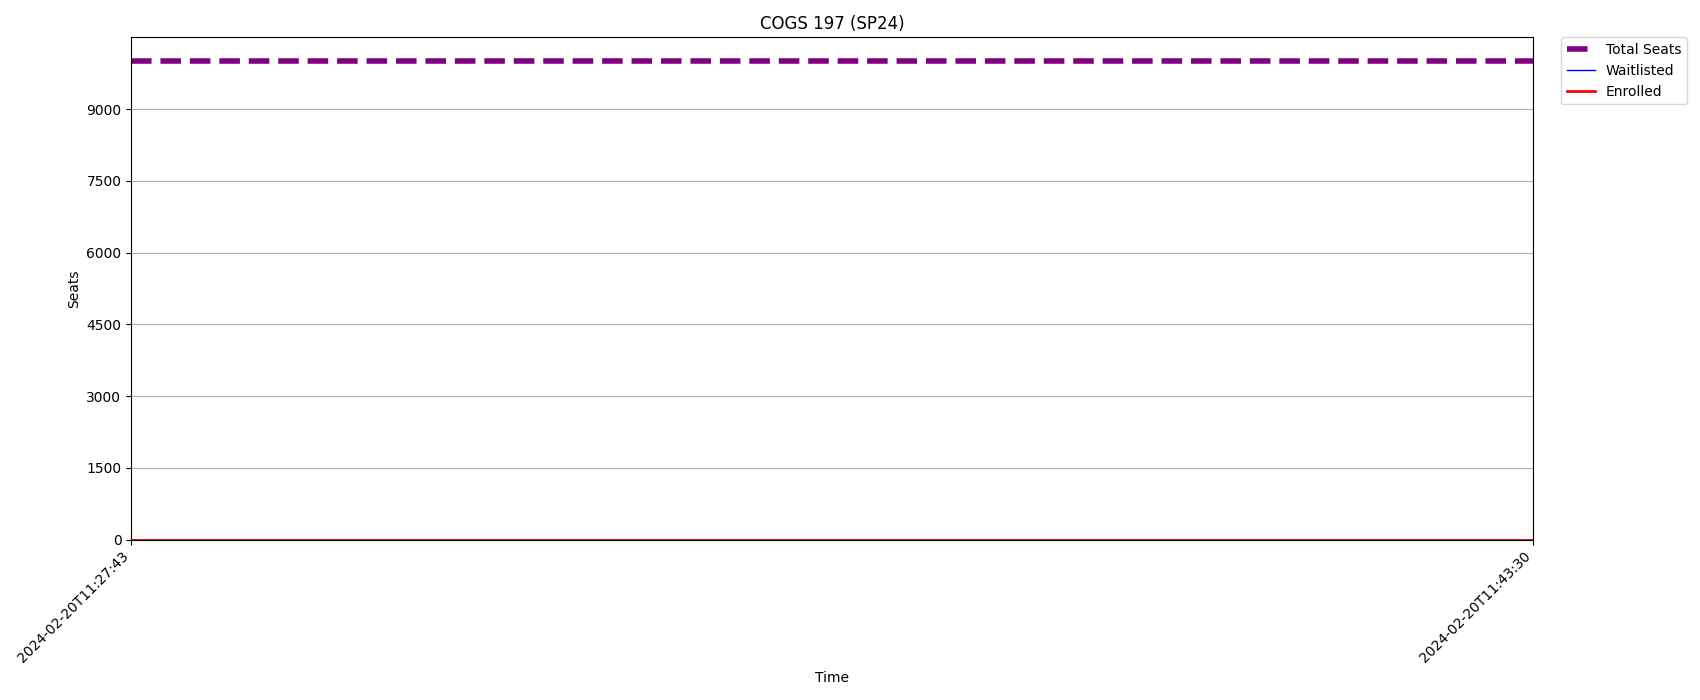 COGS 197 (SP24)
Total Seats
Waitlisted
Enrolled
9000
7500
6000
4500
3000
1500
0
Seats
2024-02-20T11:27:43
2024-02-20T11:43:30
Time